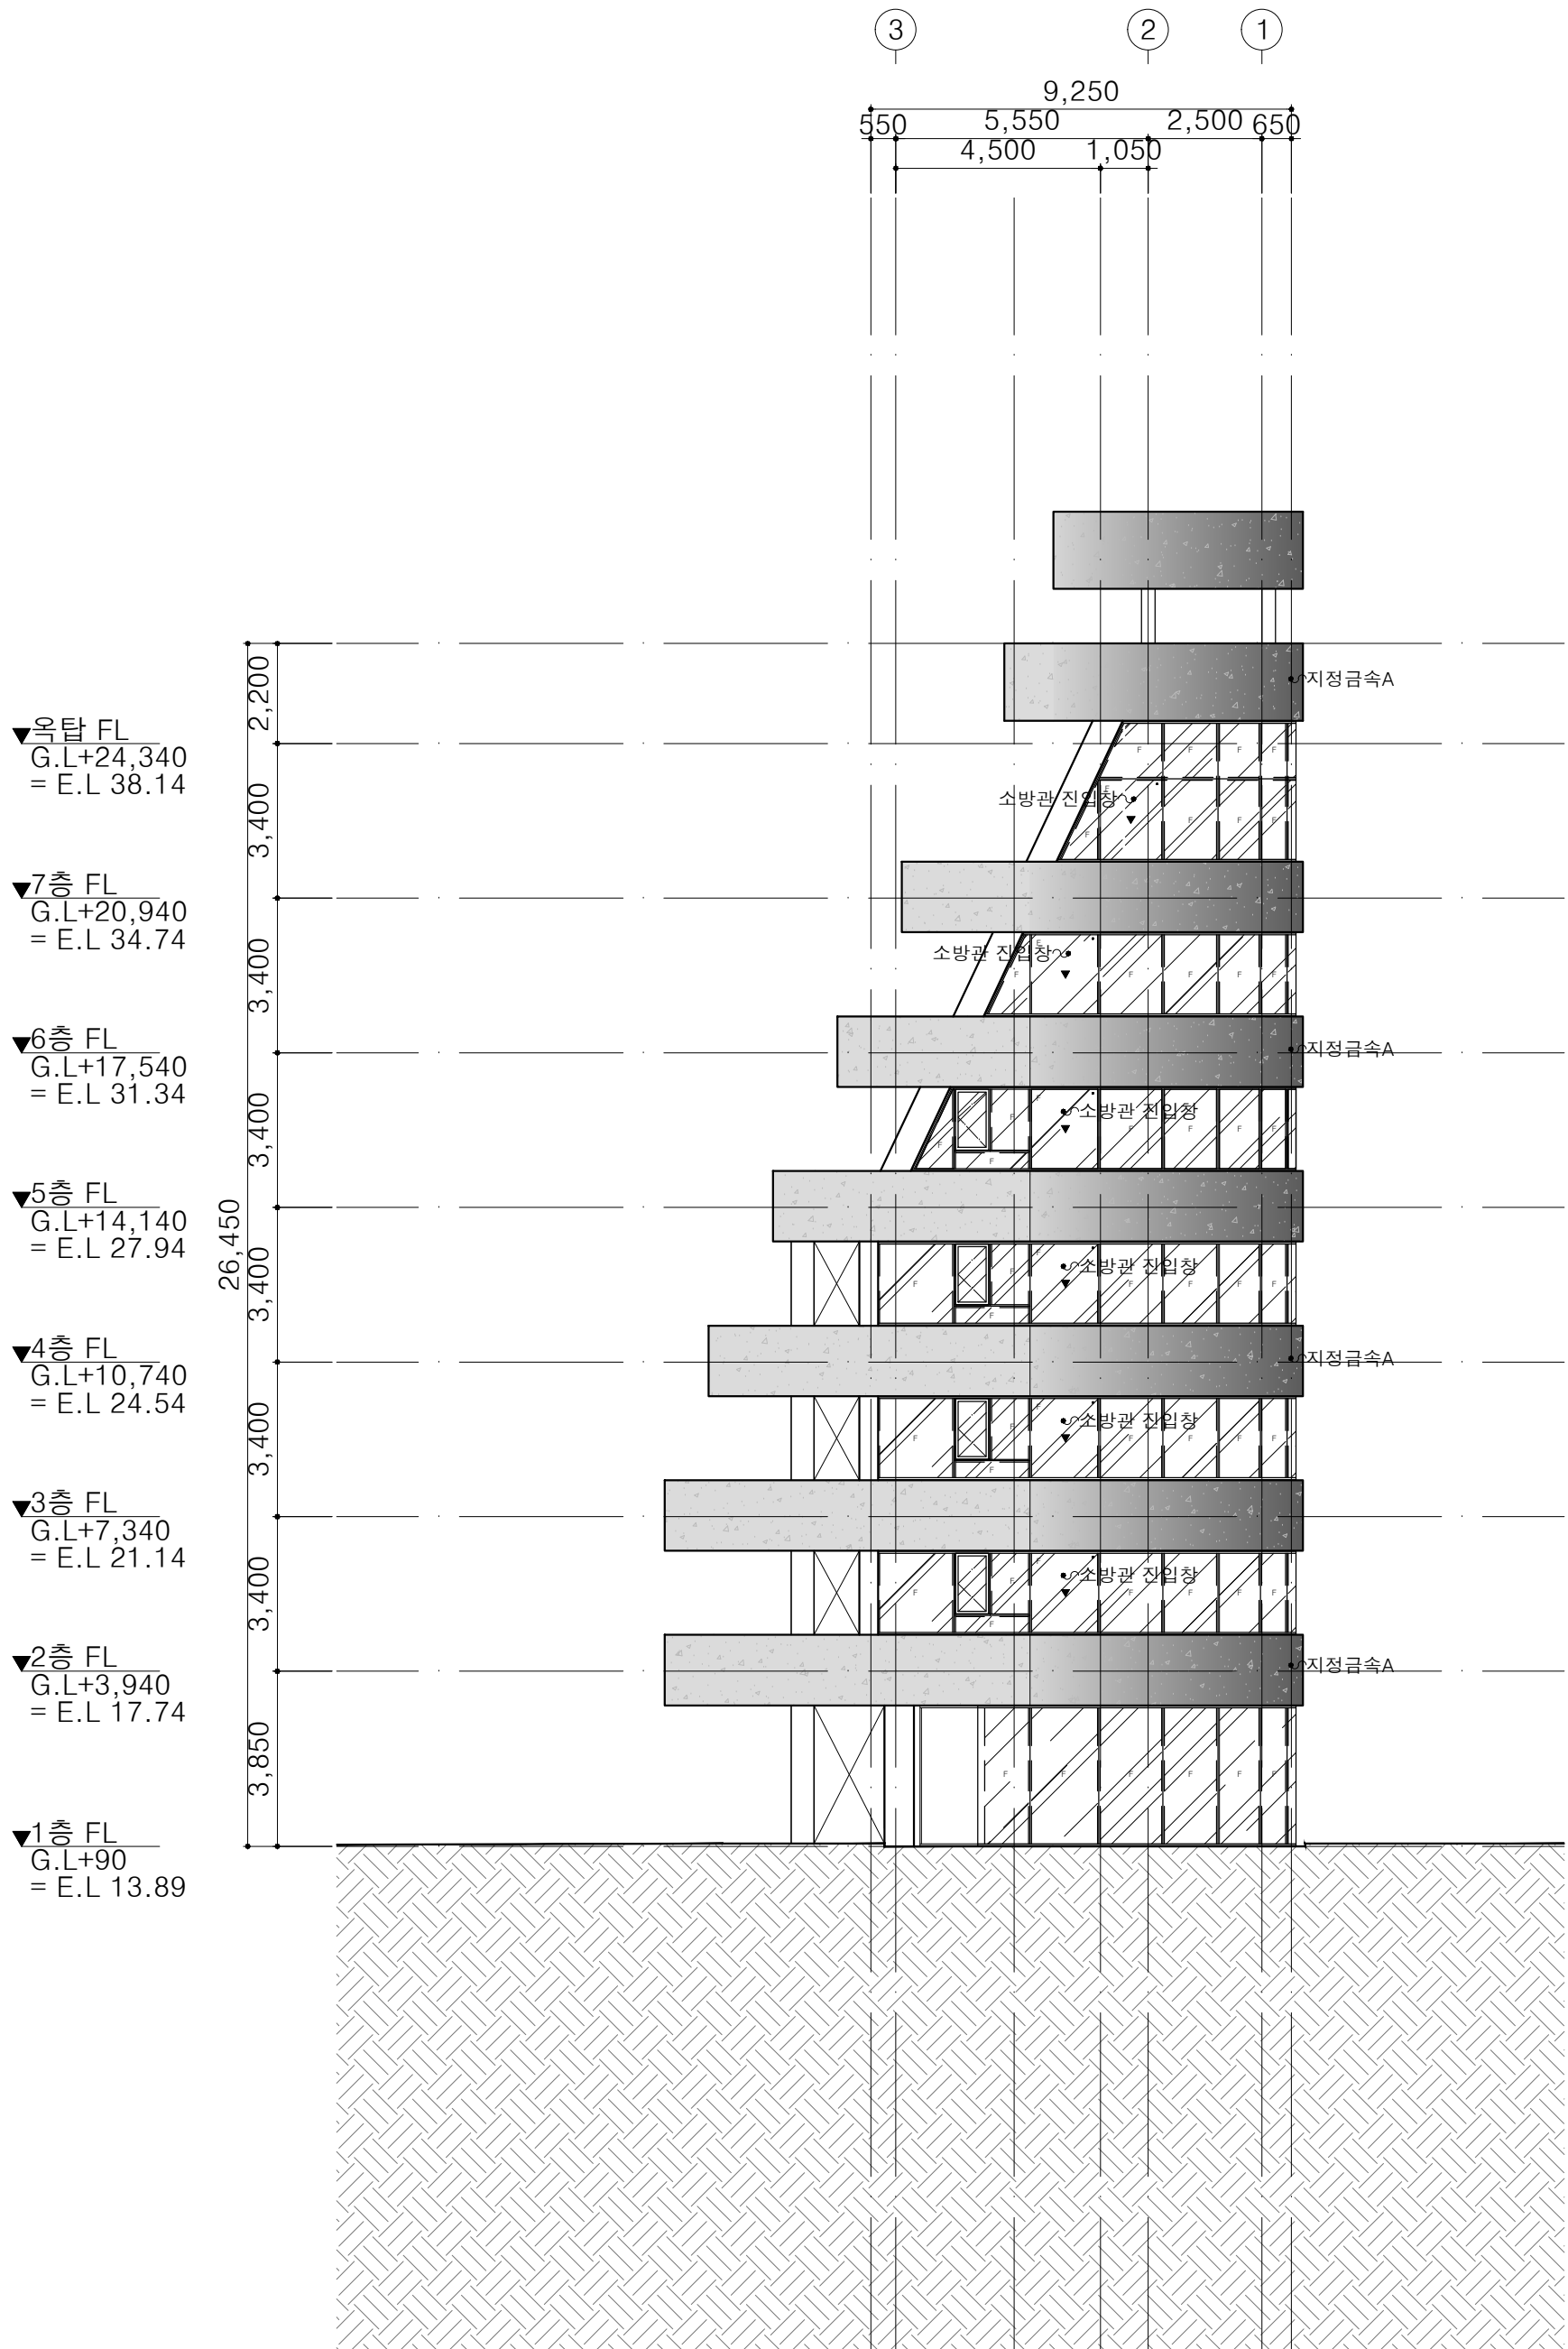 3 2 1
9,250
550 5,550 2,500 650
4,500 1,050
2,200
지정금속A
옥탑 FL
G.L+24,340
= E.L 38.14
F F F F
3,400
소방관 진입창
F
F F F F F
7층 FL
G.L+20,940
= E.L 34.74
3,400
소방관 진입창
F
F F F F F
6층 FL
G.L+17,540
= E.L 31.34
지정금속A
3,400
F
소방관 진입창
F F F F F F
F
5층 FL
G.L+14,140
= E.L 27.94
26,450
3,400
F
소방관 진입창
F F F F F F
F
4층 FL
G.L+10,740
= E.L 24.54
지정금속A
3,400
F
소방관 진입창
F F F F F F
F
3층 FL
G.L+7,340
= E.L 21.14
3,400
F
소방관 진입창
F F F F F F
F
2층 FL
G.L+3,940
= E.L 17.74
지정금속A
3,850
F F F F F F
1층 FL
G.L+90
= E.L 13.89